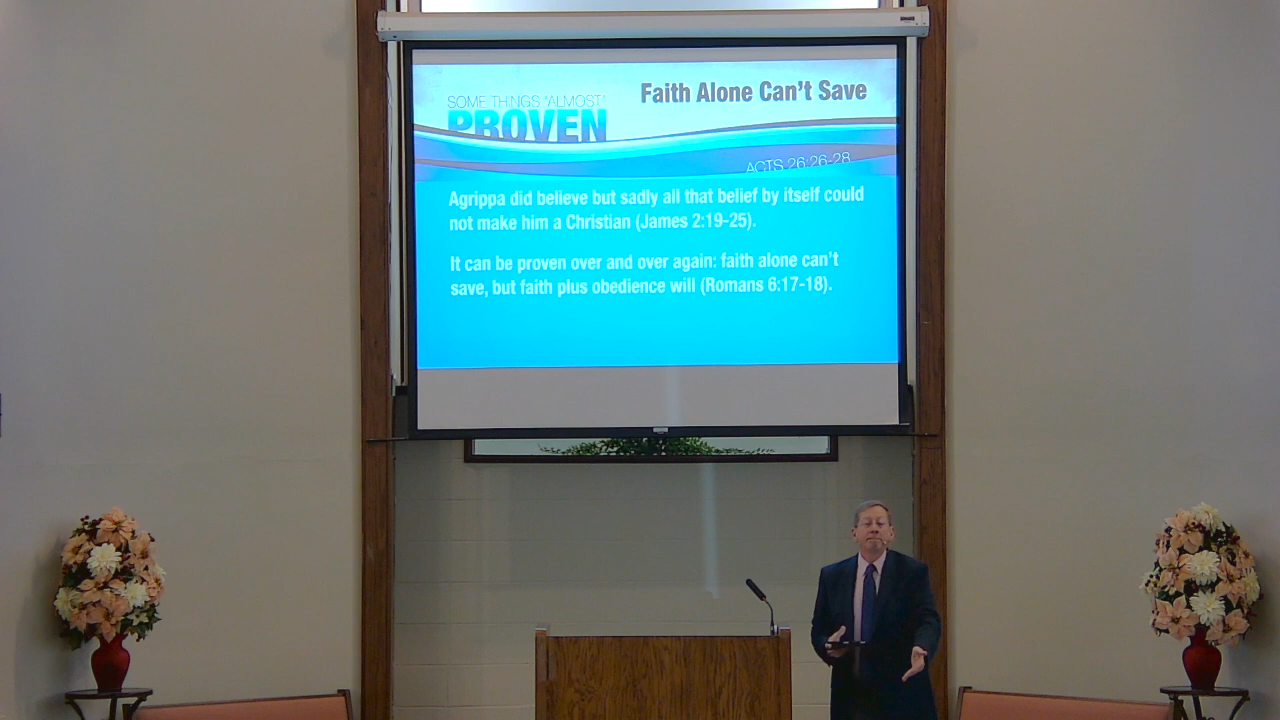 SOME THINGS "ALMOST"
PROVEN
Faith Alone Can't Save
ACTS 26:26-28
Agrippa did believe but sadly all that belief by itself could
not make him a Christian (James 2:19-25).
It can be proven over and over again: faith alone can't
save, but faith plus obedience will (Romans 6:17-18).